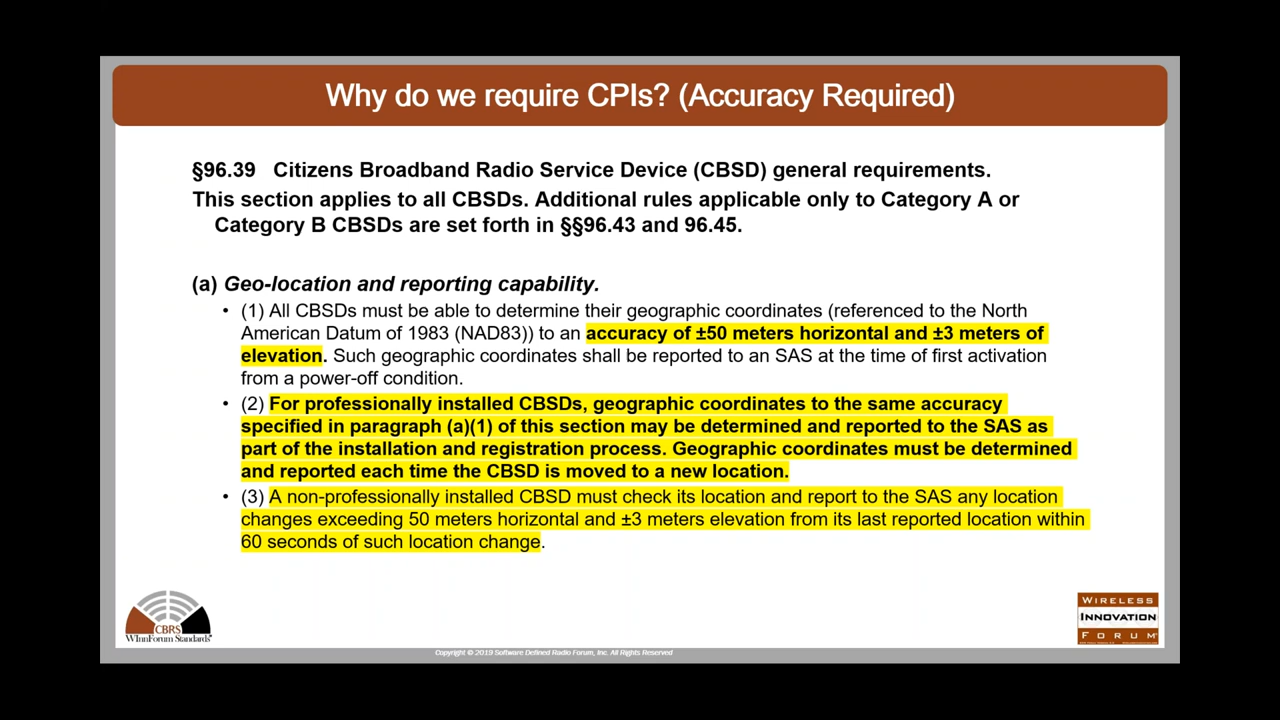 Why do we require CPIs? (Accuracy Required)
§96.39 Citizens Broadband Radio Service Device (CBSD) general requirements.
This section applies to all CBSDs. Additional rules applicable only to Category A or
Category B CBSDs are set forth in §§96.43 and 96.45.
(a) Geo-location and reporting capability.
• (1) All CBSDs must be able to determine their geographic coordinates (referenced to the North
American Datum of 1983 (NAD83)) to an accuracy of ±50 meters horizontal and ±3 meters of
elevation. Such geographic coordinates shall be reported to an SAS at the time of first activation
from a power-off condition.
• (2) For professionally installed CBSDs, geographic coordinates to the same accuracy
specified in paragraph (a)(1) of this section may be determined and reported to the SAS as
part of the installation and registration process. Geographic coordinates must be determined
and reported each time the CBSD is moved to a new location.
• (3) A non-professionally installed CBSD must check its location and report to the SAS any location
changes exceeding 50 meters horizontal and ±3 meters elevation from its last reported location within
60 seconds of such location change.
CBRS
WInnForum Standards
WIRELESS
INNOVATION
FORUM
Copyright © 2019 Software Defined Radio Forum, Inc. All Rights Reserved